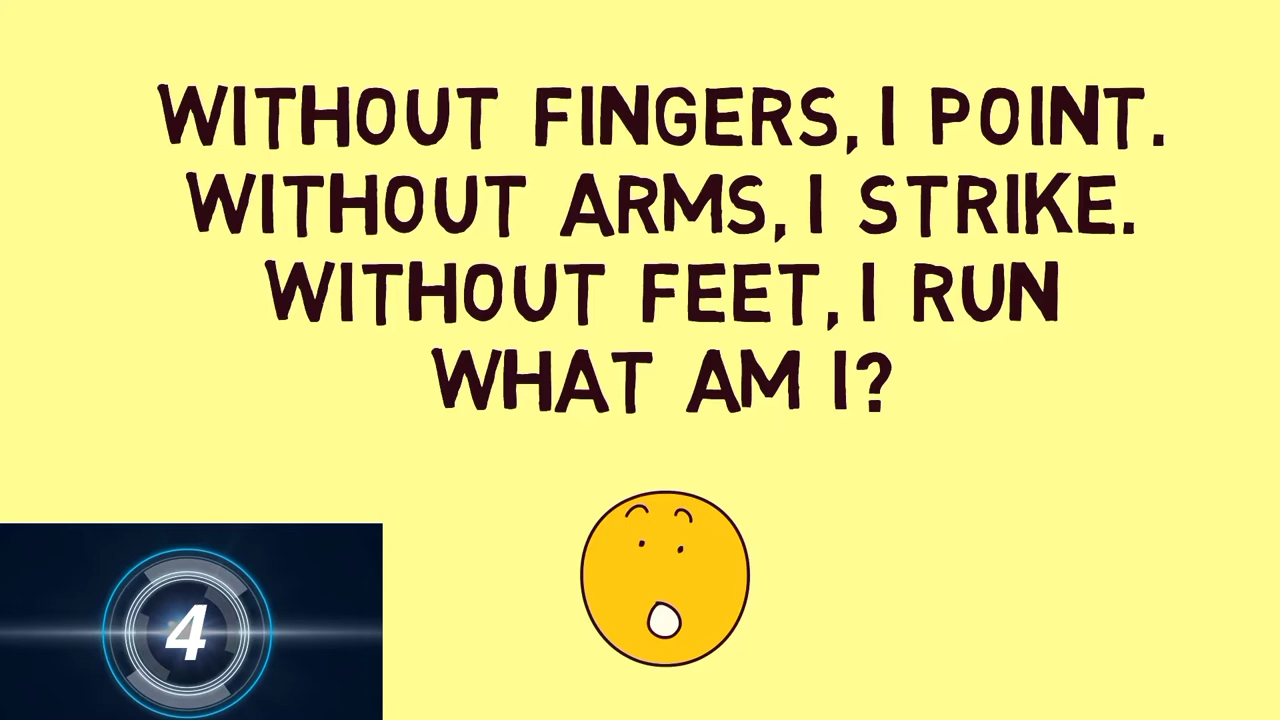 WITHOUT FINGERS, I POINT.
WITHOUT ARMS, I STRIKE.
WITHOUT FEET, I RUN
WHAT AM I?
4